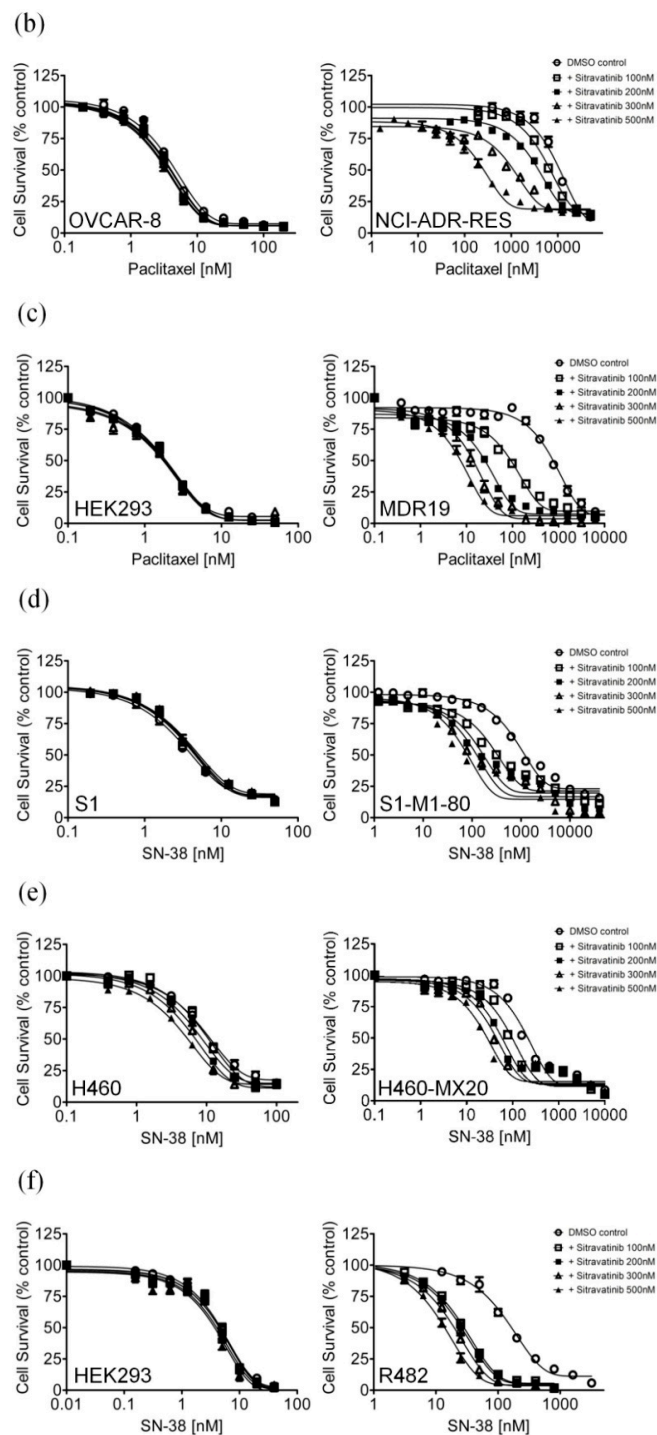 (b)
Cell Survival (% control)
125
100
75
50
25
0
OVCAR-8
0.1 1 10 100
Paclitaxel [nM]
Cell Survival (% control)
125
100
75
50
25
0
NCI-ADR-RES
1 10 100 1000 10000
Paclitaxel [nM]
DMSO control
+ Sitravatinib 100nM
+ Sitravatinib 200nM
+ Sitravatinib 300nM
+ Sitravatinib 500nM
(c)
Cell Survival (% control)
125
100
75
50
25
0
HEK293
0.1 1 10 100
Paclitaxel [nM]
Cell Survival (% control)
125
100
75
50
25
0
MDR19
0.1 1 10 100 1000 10000
Paclitaxel [nM]
DMSO control
+ Sitravatinib 100nM
+ Sitravatinib 200nM
+ Sitravatinib 300nM
+ Sitravatinib 500nM
(d)
Cell Survival (% control)
125
100
75
50
25
0
S1
0.1 1 10 100
SN-38 [nM]
Cell Survival (% control)
125
100
75
50
25
0
S1-M1-80
1 10 100 1000 10000
SN-38 [nM]
DMSO control
+ Sitravatinib 100nM
+ Sitravatinib 200nM
+ Sitravatinib 300nM
+ Sitravatinib 500nM
(e)
Cell Survival (% control)
125
100
75
50
25
0
H460
0.1 1 10 100
SN-38 [nM]
Cell Survival (% control)
125
100
75
50
25
0
H460-MX20
0.1 1 10 100 1000 10000
SN-38 [nM]
DMSO control
+ Sitravatinib 100nM
+ Sitravatinib 200nM
+ Sitravatinib 300nM
+ Sitravatinib 500nM
(f)
Cell Survival (% control)
125
100
75
50
25
0
HEK293
0.01 0.1 1 10 100
SN-38 [nM]
Cell Survival (% control)
125
100
75
50
25
0
R482
1 10 100 1000
SN-38 [nM]
DMSO control
+ Sitravatinib 100nM
+ Sitravatinib 200nM
+ Sitravatinib 300nM
+ Sitravatinib 500nM